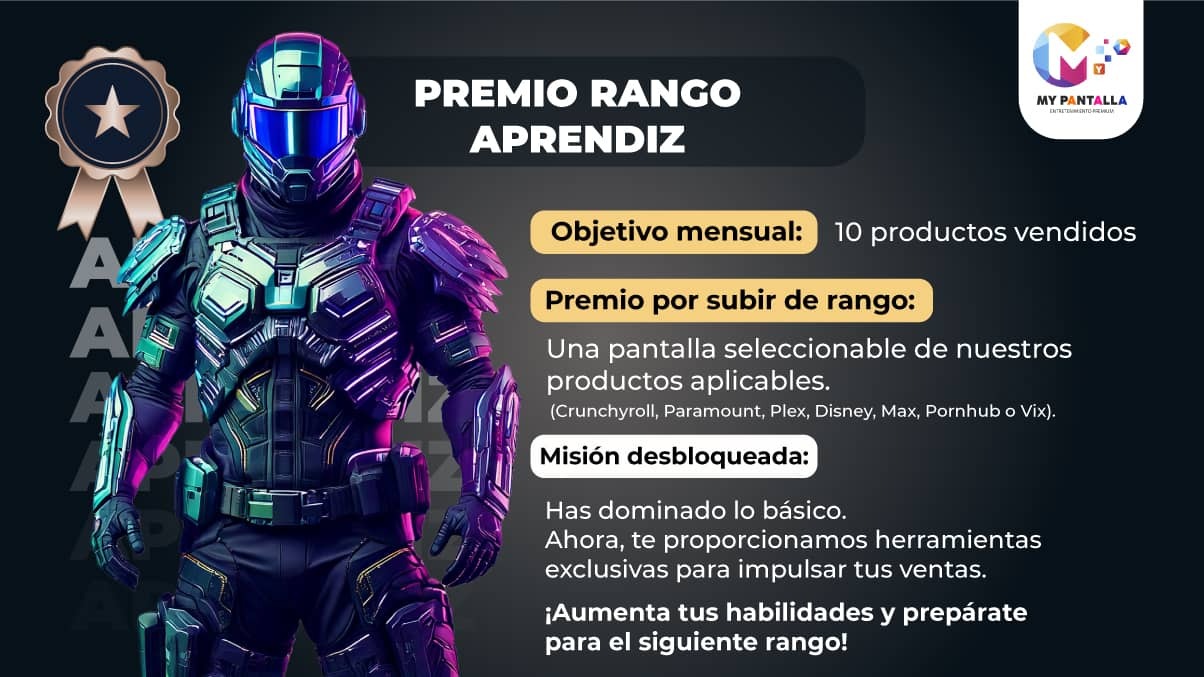 PREMIO RANGO
APRENDIZ
MY PANTALLA
ENTRETENIMIENTO PREMIUM
Objetivo mensual: 10 productos vendidos
Premio por subir de rango:
Una pantalla seleccionable de nuestros
productos aplicables.
(Crunchyroll, Paramount, Plex, Disney, Max, Pornhub o Vix).
Misión desbloqueada:
Has dominado lo básico.
Ahora, te proporcionamos herramientas
exclusivas para impulsar tus ventas.
¡Aumenta tus habilidades y prepárate
para el siguiente rango!